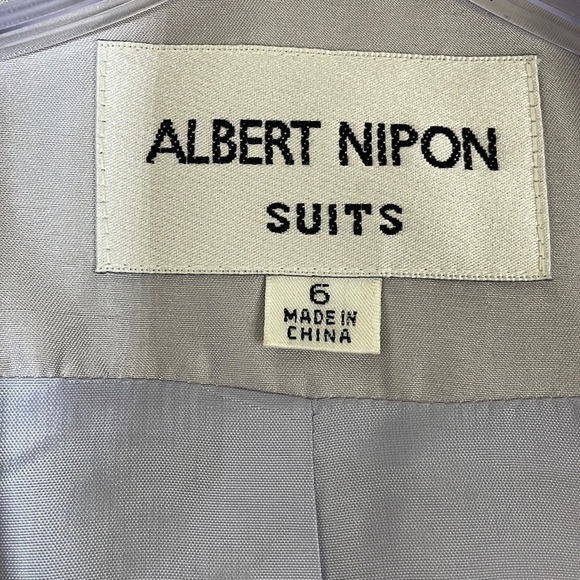 ALBERT NIPON
SUITS
6
MADE IN
CHINA